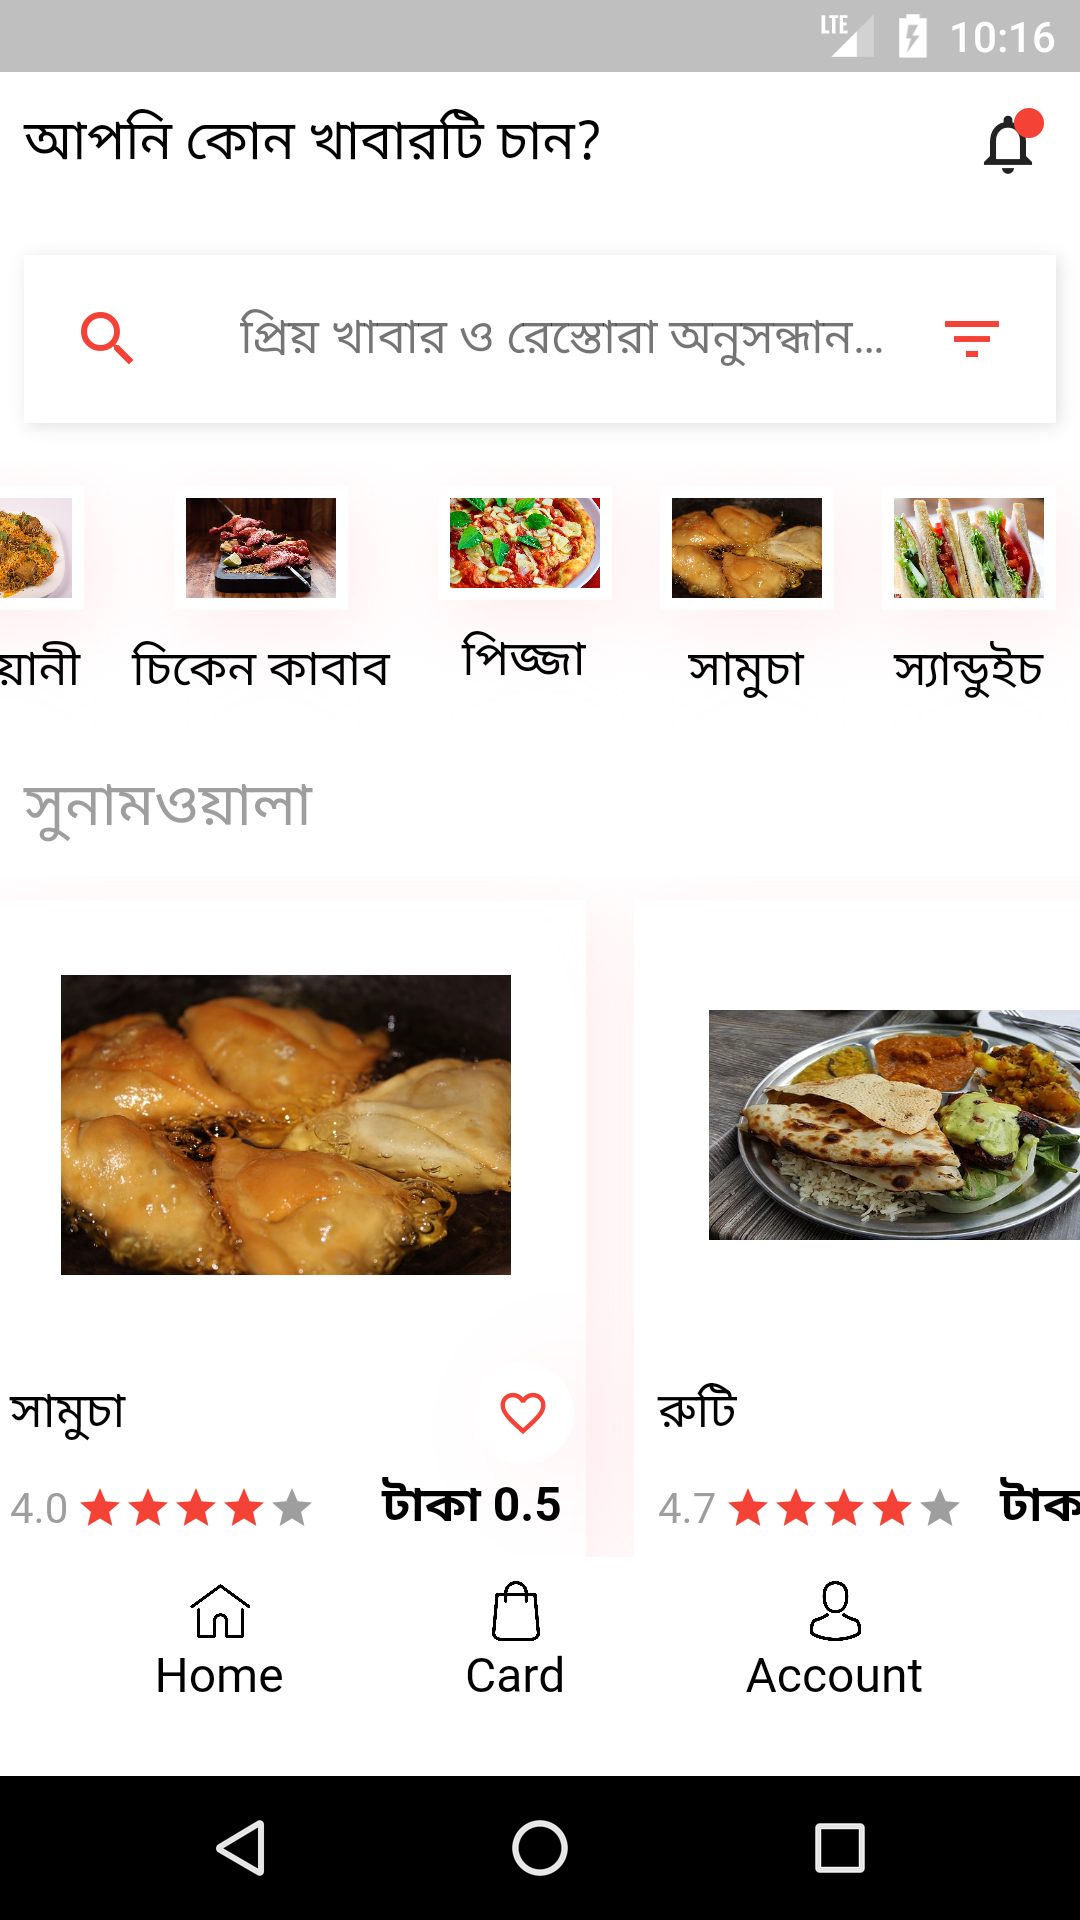 LTE 10:16
আপনি কোন খাবারটি চান?
প্রিয় খাবার ও রেস্তোরা অনুসন্ধান...
য়ানী চিকেন কাবাব পিজ্জা সামুচা স্যান্ডুইচ
সুনামওয়ালা
সামুচা রুটি
4.0 টাকা 0.5 4.7 টাক
Home Card Account